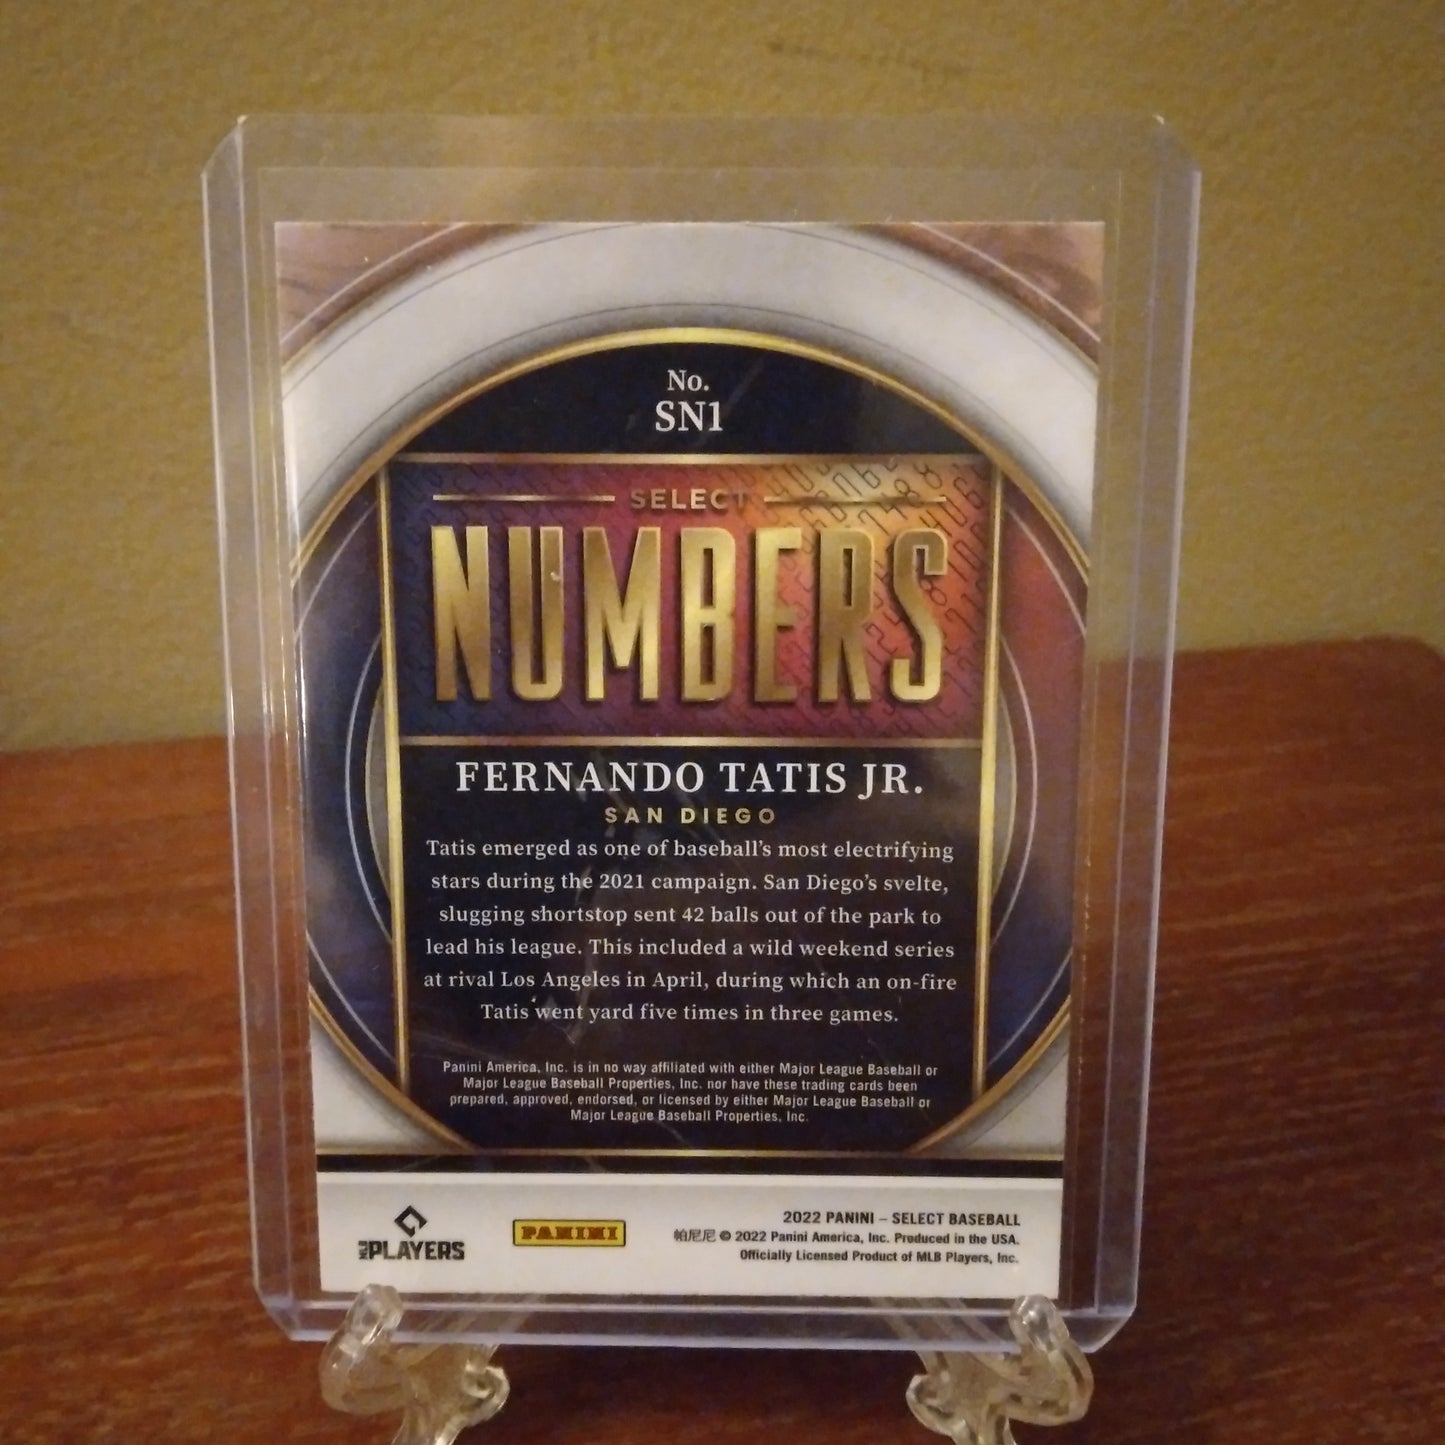 No.
SN1
SELECT
NUMBERS
FERNANDO TATIS JR.
SAN DIEGO
Tatis emerged as one of baseball's most electrifying
stars during the 2021 campaign. San Diego's svelte,
slugging shortstop sent 42 balls out of the park to
lead his league. This included a wild weekend series
at rival Los Angeles in April, during which an on-fire
Tatis went yard five times in three games.
Panini America, Inc. is in no way affiliated with either Major League Baseball or
Major League Baseball Properties, Inc. nor have these trading cards been
prepared, approved, endorsed, or licensed by either Major League Baseball or
Major League Baseball Properties, Inc.
MLB PLAYERS
PANINI
2022 PANINI – SELECT BASEBALL
帕尼尼 © 2022 Panini America, Inc. Produced in the USA.
Officially Licensed Product of MLB Players, Inc.